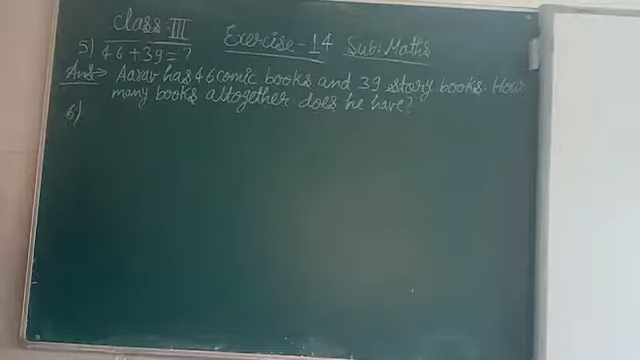 Class-III Exercise-14 Sub: Maths
5) 46+39=?
Ans→ Aarav has 46 comic books and 39 story books. How
many books altogether does he have?
6)